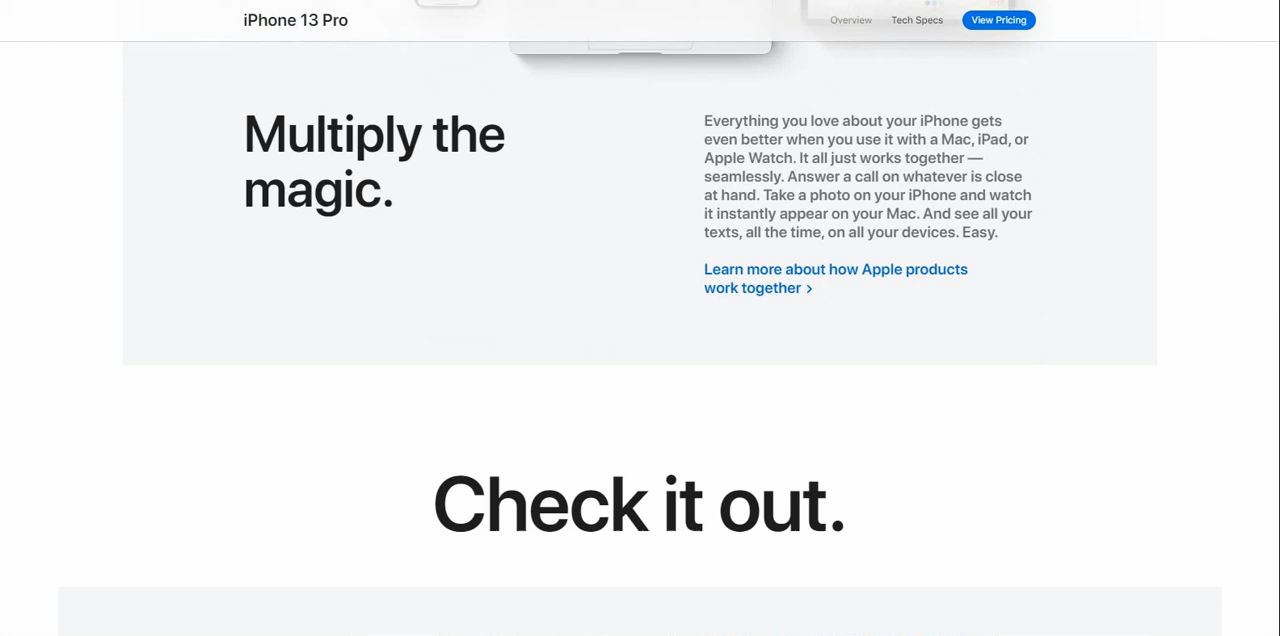 iPhone 13 Pro
Overview
Tech Specs
View Pricing
Multiply the
magic.
Everything you love about your iPhone gets
even better when you use it with a Mac, iPad, or
Apple Watch. It all just works together —
seamlessly. Answer a call on whatever is close
at hand. Take a photo on your iPhone and watch
it instantly appear on your Mac. And see all your
texts, all the time, on all your devices. Easy.
Learn more about how Apple products
work together >
Check it out.